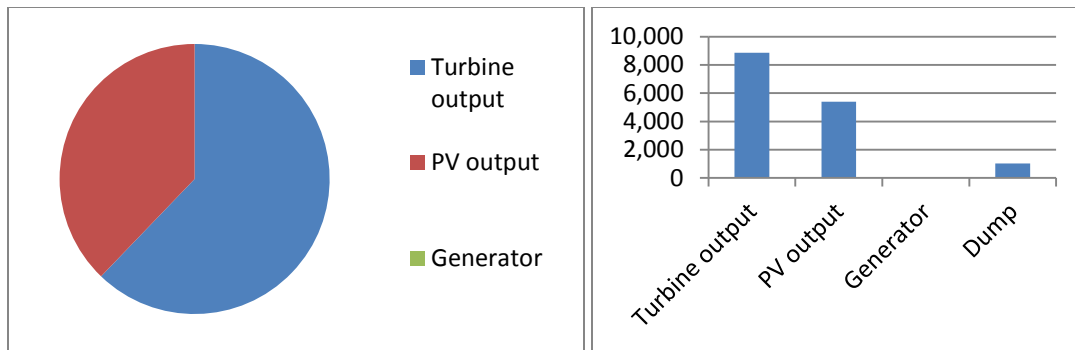 Turbine
output
PV output
Generator
10,000
8,000
6,000
4,000
2,000
0
Turbine output
PV output
Generator
Dump